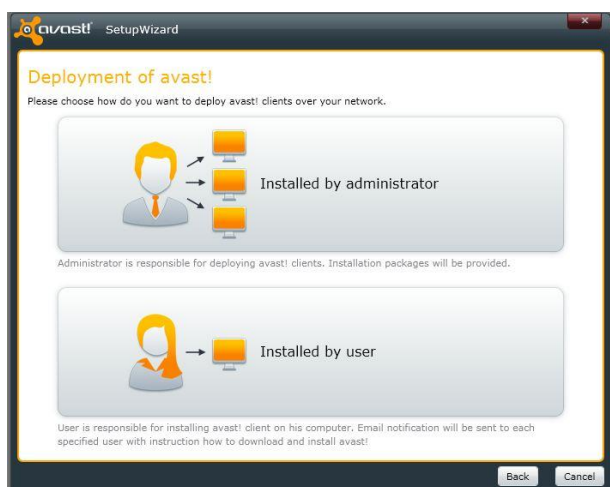 avast! SetupWizard
Deployment of avast!
Please choose how do you want to deploy avast! clients over your network.
Installed by administrator
Administrator is responsible for deploying avast! clients. Installation packages will be provided.
Installed by user
User is responsible for installing avast! client on his computer. Email notification will be sent to each
specified user with instruction how to download and install avast!
Back Cancel